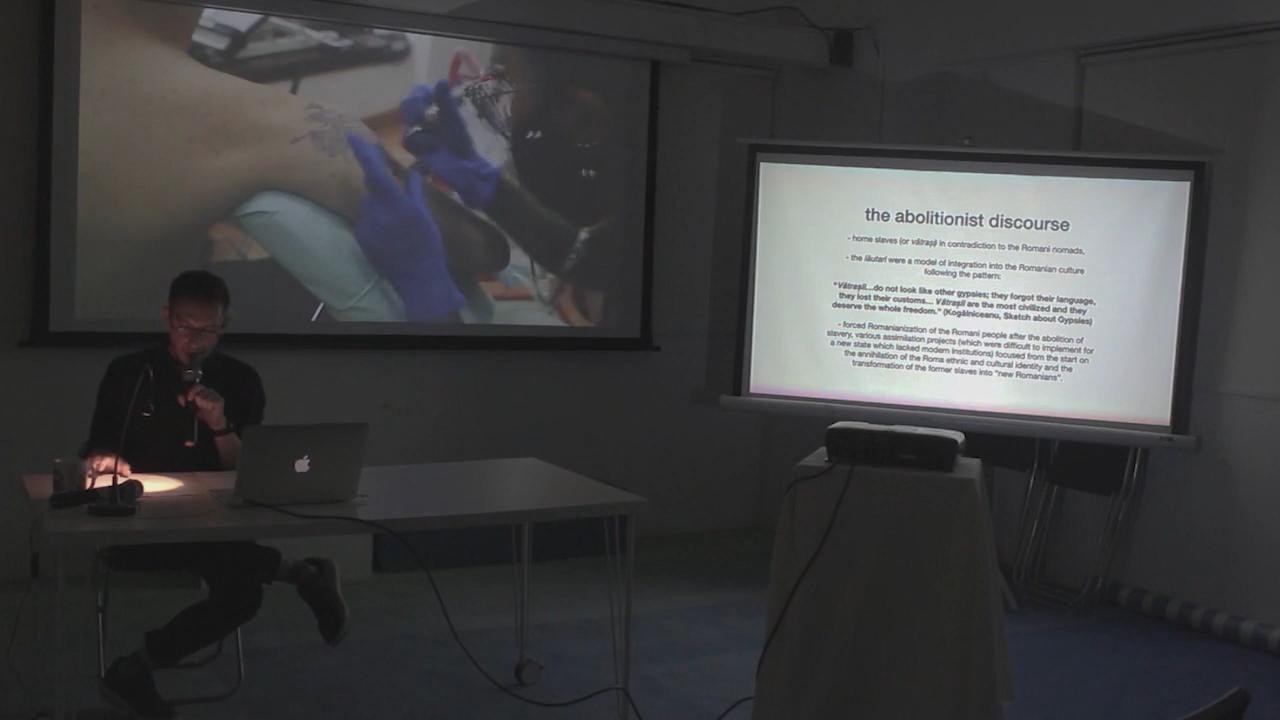 the abolitionist discourse
- home slaves (or vătrași) in contradiction to the Romani nomads,
- the lăutari were a model of integration into the Romanian culture
following the pattern:
"Vătrașii...do not look like other gypsies; they forgot their language,
they lost their customs... Vătrașii are the most civilized and they
deserve the whole freedom." (Kogălniceanu, Sketch about Gypsies)
- forced Romanianization of the Romani people after the abolition of
slavery, various assimilation projects (which were difficult to implement for
a new state which lacked modern institutions) focused from the start on
the annihilation of the Roma ethnic and cultural identity and the
transformation of the former slaves into "new Romanians".